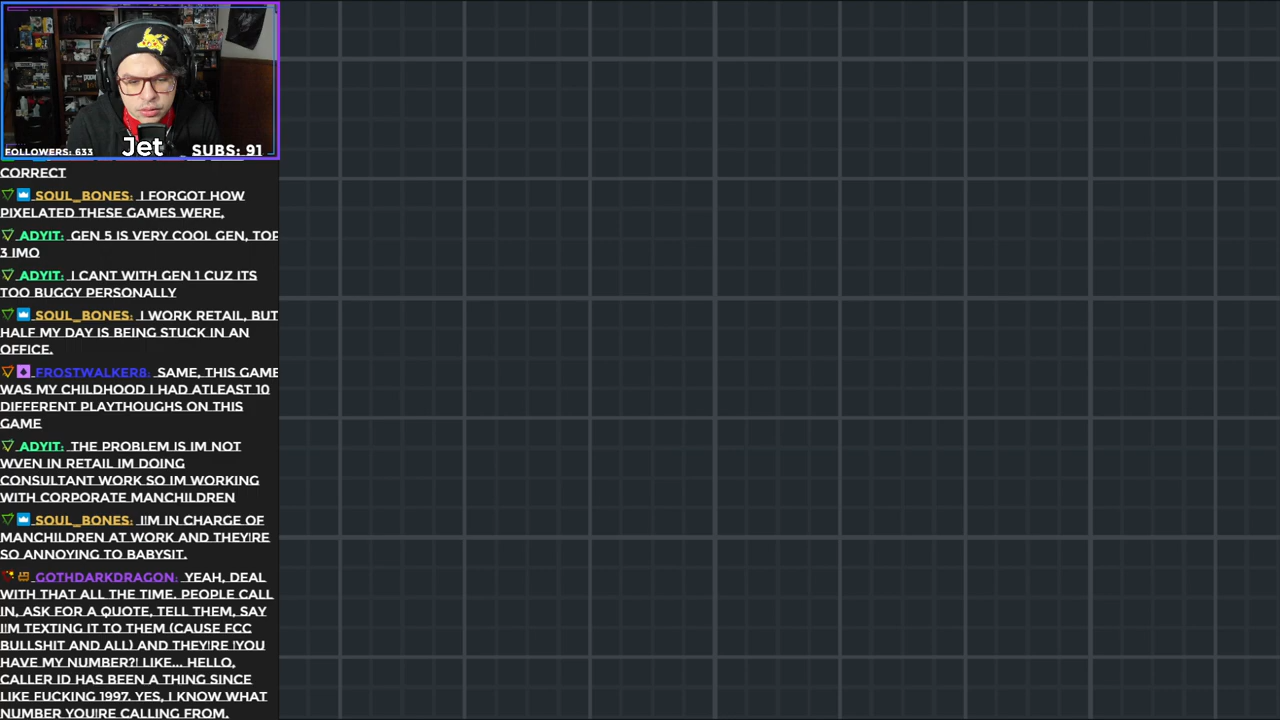 Jet
FOLLOWERS: 633
SUBS: 91
CORRECT
SOUL_BONES: I FORGOT HOW
PIXELATED THESE GAMES WERE,
ADYIT: GEN 5 IS VERY COOL GEN, TOP
3 IMO
ADYIT: I CANT WITH GEN 1 CUZ ITS
TOO BUGGY PERSONALLY
SOUL_BONES: I WORK RETAIL, BUT
HALF MY DAY IS BEING STUCK IN AN
OFFICE.
FROSTWALKER8: SAME, THIS GAME
WAS MY CHILDHOOD I HAD ATLEAST 10
DIFFERENT PLAYTHOUGHS ON THIS
GAME
ADYIT: THE PROBLEM IS IM NOT
WVEN IN RETAIL IM DOING
CONSULTANT WORK SO IM WORKING
WITH CORPORATE MANCHILDREN
SOUL_BONES: I'M IN CHARGE OF
MANCHILDREN AT WORK AND THEY'RE
SO ANNOYING TO BABYSIT.
GOTHDARKDRAGON: YEAH, DEAL
WITH THAT ALL THE TIME. PEOPLE CALL
IN, ASK FOR A QUOTE, TELL THEM, SAY
I'M TEXTING IT TO THEM (CAUSE FCC
BULLSHIT AND ALL) AND THEY'RE 'YOU
HAVE MY NUMBER?' LIKE... HELLO,
CALLER ID HAS BEEN A THING SINCE
LIKE FUCKING 1997. YES, I KNOW WHAT
NUMBER YOU'RE CALLING FROM.